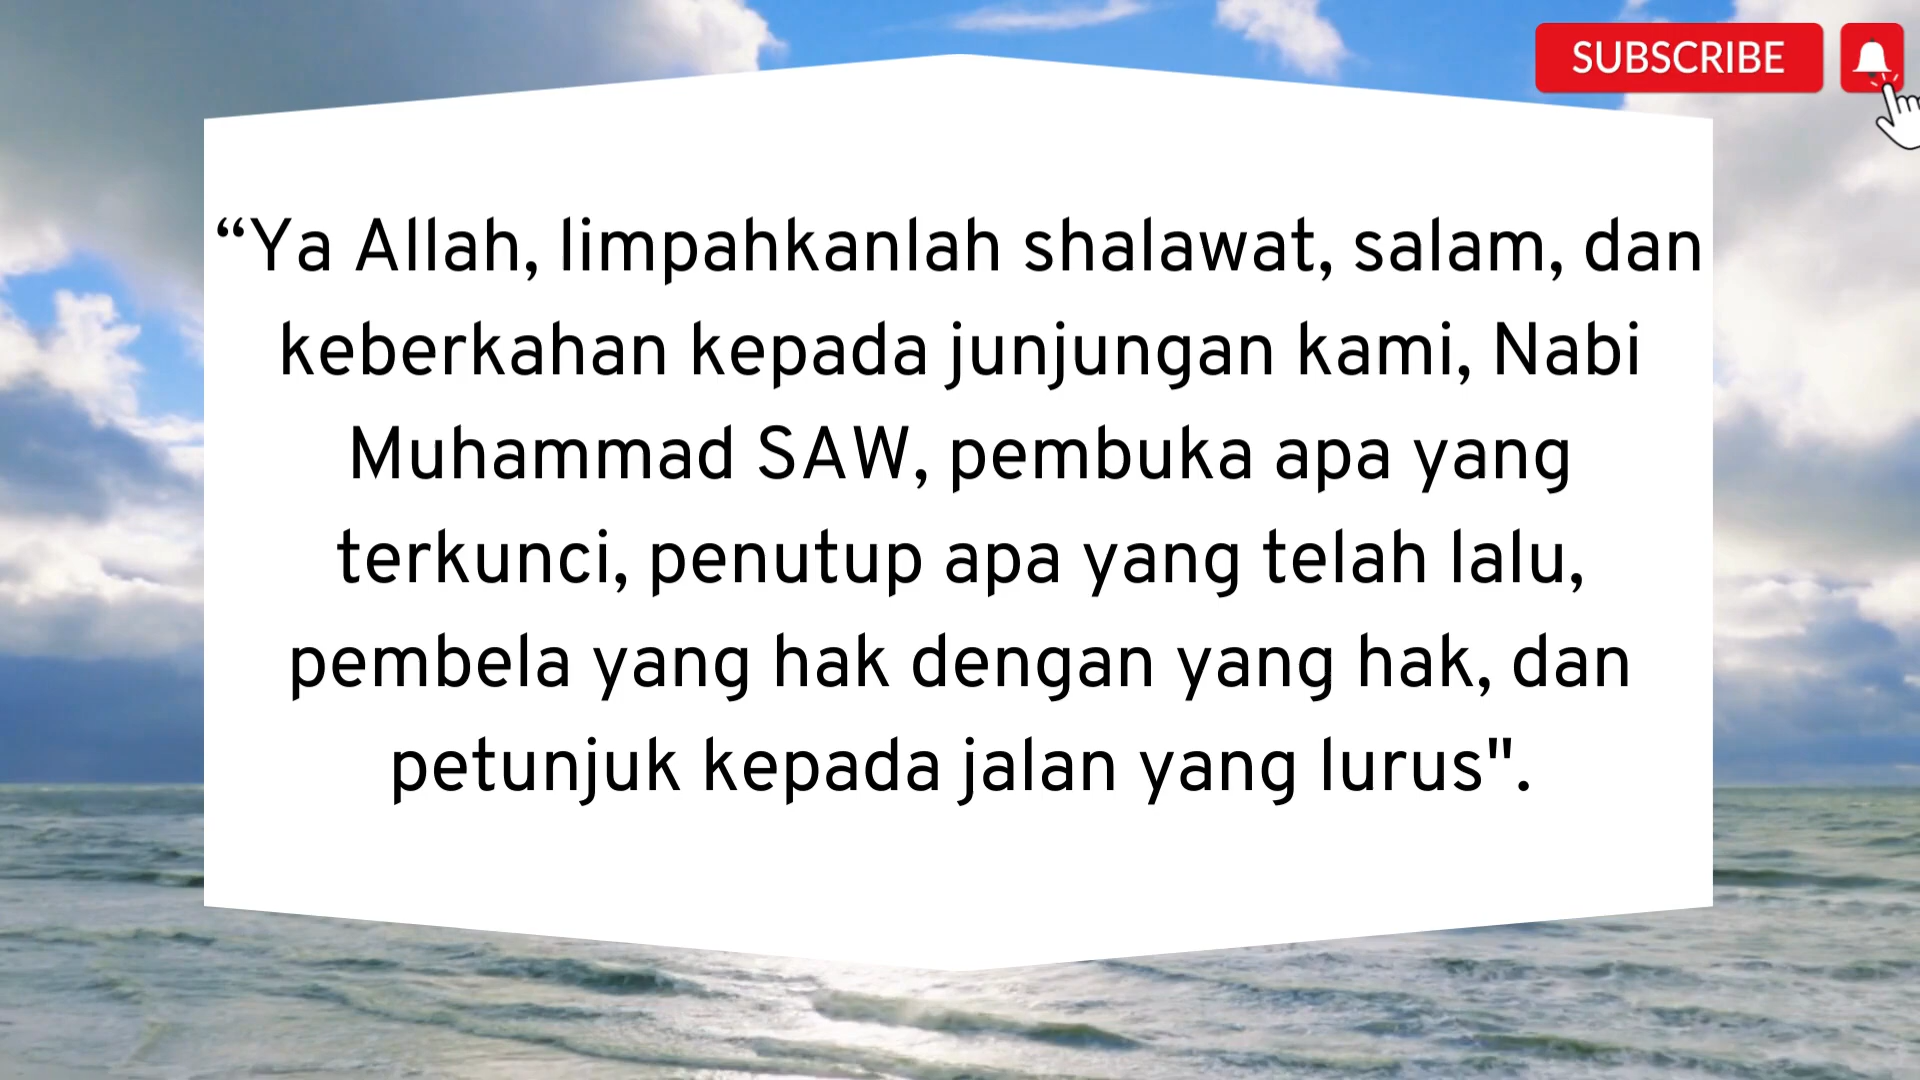 SUBSCRIBE
“Ya Allah, limpahkanlah shalawat, salam, dan
keberkahan kepada junjungan kami, Nabi
Muhammad SAW, pembuka apa yang
terkunci, penutup apa yang telah lalu,
pembela yang hak dengan yang hak, dan
petunjuk kepada jalan yang lurus".